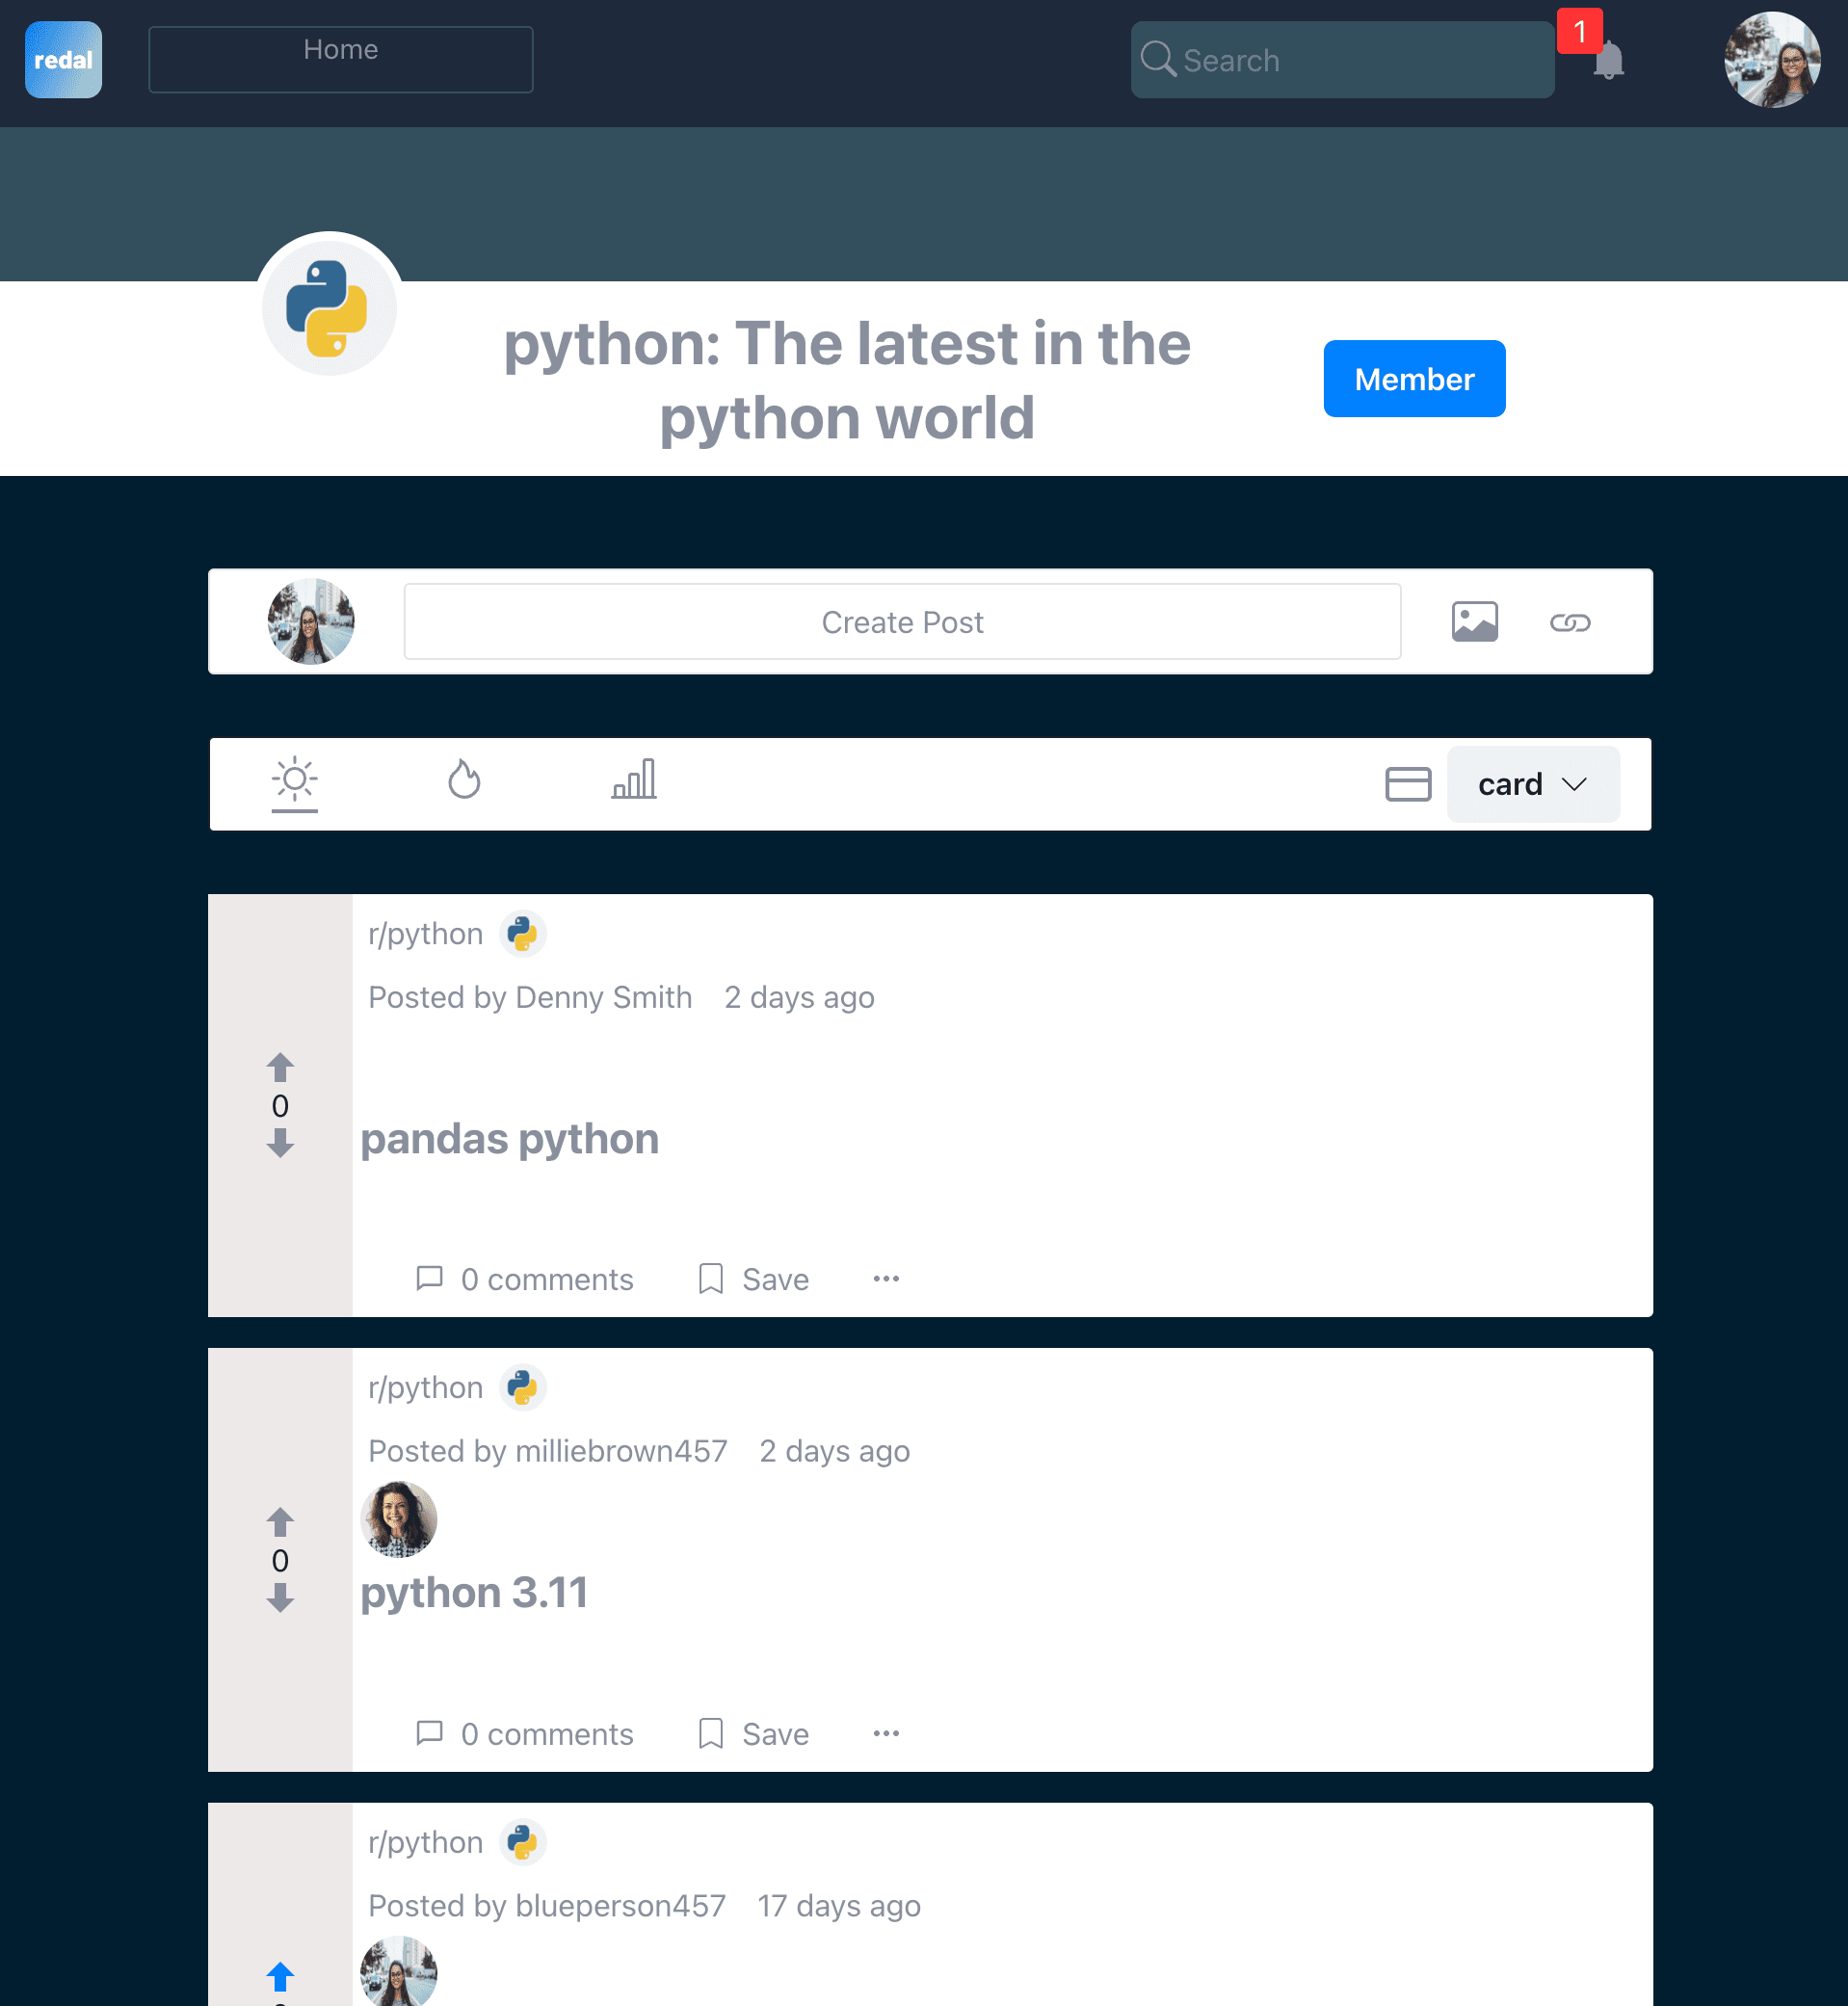 redal
Home
Search
1
python: The latest in the
python world
Member
Create Post
card
r/python
Posted by Denny Smith 2 days ago
0
pandas python
0 comments Save
r/python
Posted by milliebrown457 2 days ago
0
python 3.11
0 comments Save
r/python
Posted by blueperson457 17 days ago